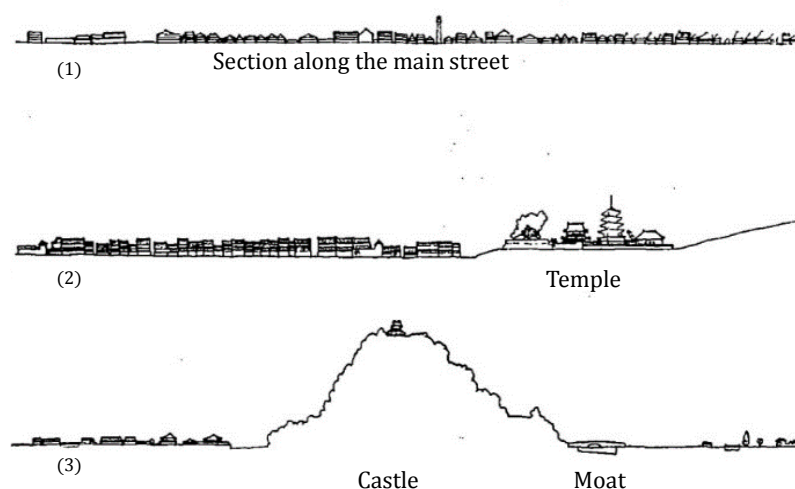 (1)
Section along the main street
(2)
Temple
(3)
Castle
Moat